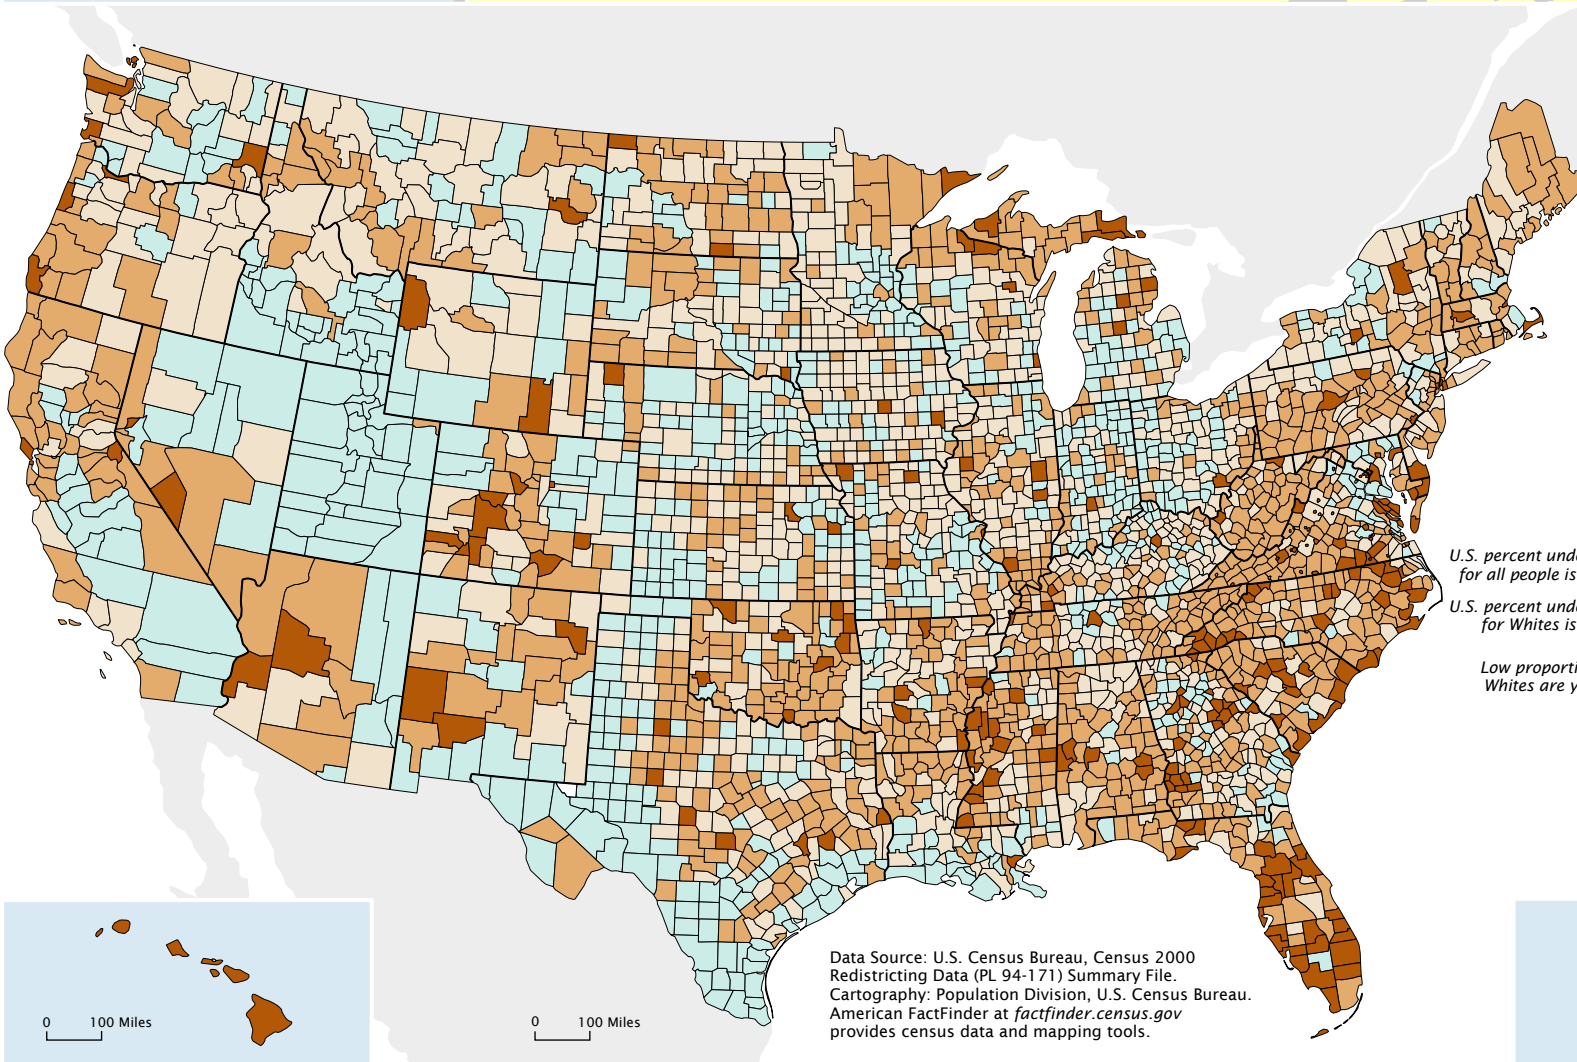 U.S. percent unde
for all people is
U.S. percent unde
for Whites is
Low proporti
Whites are y
Data Source: U.S. Census Bureau, Census 2000
Redistricting Data (PL 94-171) Summary File.
Cartography: Population Division, U.S. Census Bureau.
American FactFinder at factfinder.census.gov
provides census data and mapping tools.
0 100 Miles
0 100 Miles